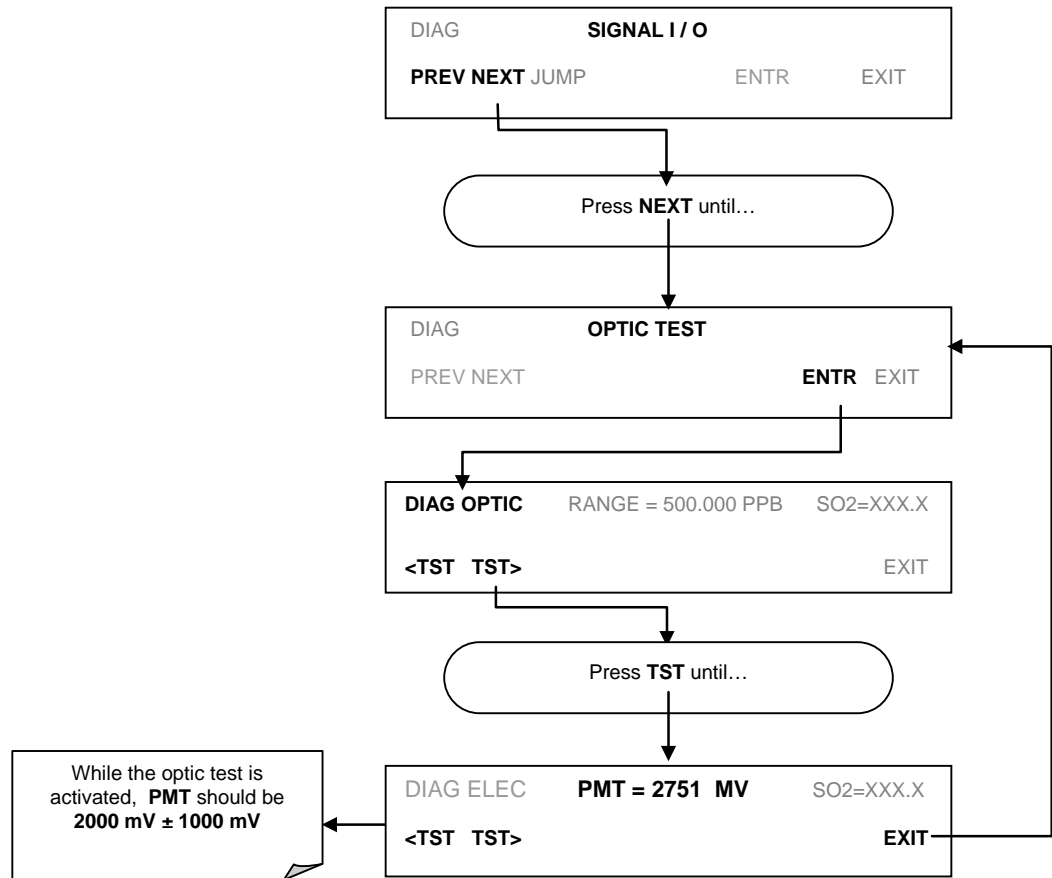 DIAG SIGNAL I / O
PREV NEXT JUMP ENTR EXIT
Press NEXT until…
DIAG OPTIC TEST
PREV NEXT ENTR EXIT
DIAG OPTIC RANGE = 500.000 PPB SO2=XXX.X
<TST TST> EXIT
Press TST until…
While the optic test is
activated, PMT should be
2000 mV ± 1000 mV
DIAG ELEC PMT = 2751 MV SO2=XXX.X
<TST TST> EXIT